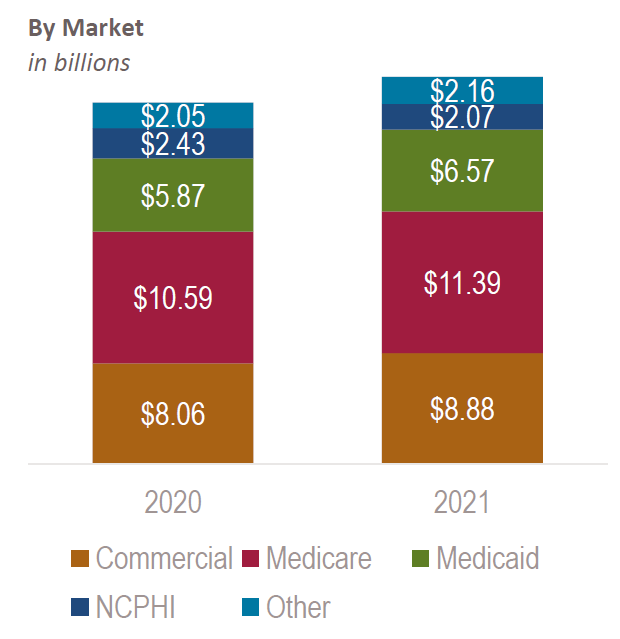 By Market
in billions
$2.05 $2.16
$2.43 $2.07
$5.87 $6.57
$10.59 $11.39
$8.06 $8.88
2020 2021
Commercial Medicare Medicaid
NCPHI Other